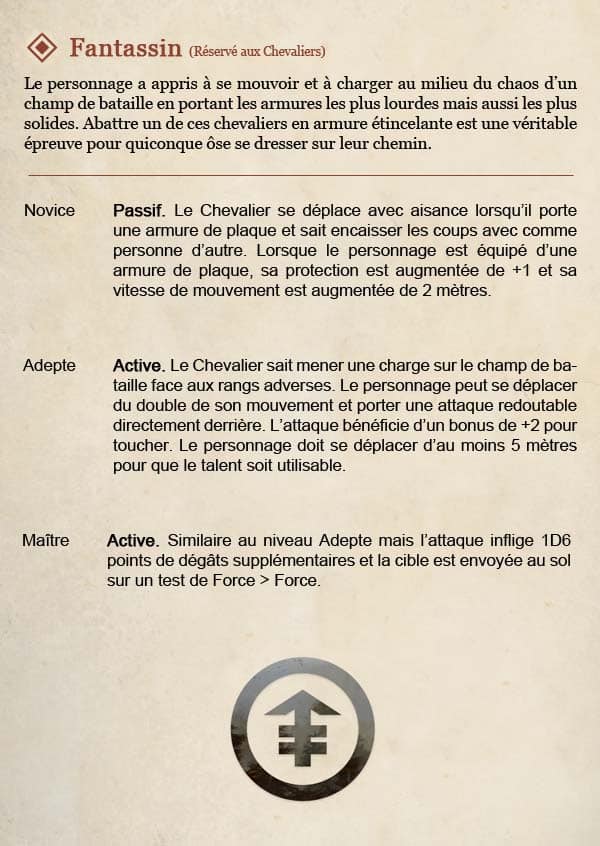 Fantassin (Réservé aux Chevaliers)
Le personnage a appris à se mouvoir et à charger au milieu du chaos d'un
champ de bataille en portant les armures les plus lourdes mais aussi les plus
solides. Abattre un de ces chevaliers en armure étincelante est une véritable
épreuve pour quiconque ôse se dresser sur leur chemin.
Novice Passif. Le Chevalier se déplace avec aisance lorsqu'il porte
une armure de plaque et sait encaisser les coups avec comme
personne d'autre. Lorsque le personnage est équipé d'une
armure de plaque, sa protection est augmentée de +1 et sa
vitesse de mouvement est augmentée de 2 mètres.
Adepte Active. Le Chevalier sait mener une charge sur le champ de ba-
taille face aux rangs adverses. Le personnage peut se déplacer
du double de son mouvement et porter une attaque redoutable
directement derrière. L'attaque bénéficie d'un bonus de +2 pour
toucher. Le personnage doit se déplacer d'au moins 5 mètres
pour que le talent soit utilisable.
Maître Active. Similaire au niveau Adepte mais l'attaque inflige 1D6
points de dégâts supplémentaires et la cible est envoyée au sol
sur un test de Force > Force.